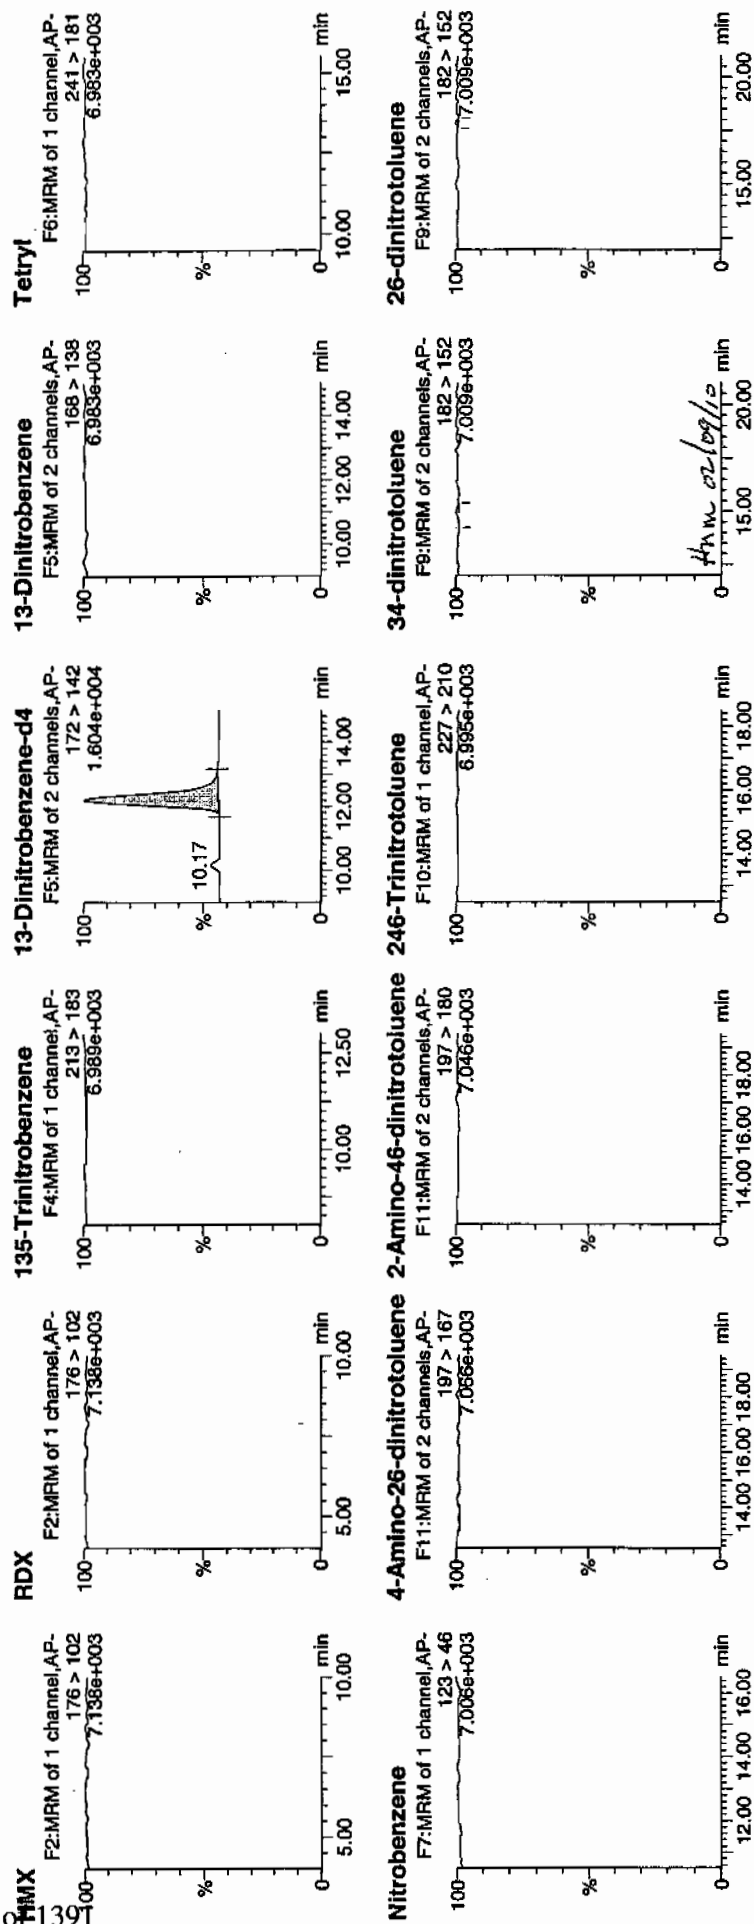 HMX
F2:MRM of 1 channel,AP-
176 > 102
7.138e+003
100
%
0
5.00 10.00 min
RDX
F2:MRM of 1 channel,AP-
176 > 102
7.138e+003
100
%
0
5.00 10.00 min
135-Trinitrobenzene
F4:MRM of 1 channel,AP-
213 > 183
6.989e+003
100
%
0
10.00 12.50 min
13-Dinitrobenzene-d4
F5:MRM of 2 channels,AP-
172 > 142
1.604e+004
100
10.17
%
0
10.00 12.00 14.00 min
13-Dinitrobenzene
F5:MRM of 2 channels,AP-
168 > 138
6.983e+003
100
%
0
10.00 12.00 14.00 min
Tetryl
F6:MRM of 1 channel,AP-
241 > 181
6.983e+003
100
%
0
10.00 15.00 min
Nitrobenzene
F7:MRM of 1 channel,AP-
123 > 46
7.006e+003
100
%
0
12.00 14.00 16.00 min
4-Amino-26-dinitrotoluene
F11:MRM of 2 channels,AP-
197 > 167
7.066e+003
100
%
0
14.00 16.00 18.00 min
2-Amino-46-dinitrotoluene
F11:MRM of 2 channels,AP-
197 > 180
7.046e+003
100
%
0
14.00 16.00 18.00 min
246-Trinitrotoluene
F10:MRM of 1 channel,AP-
227 > 210
6.995e+003
100
%
0
14.00 16.00 18.00 min
34-dinitrotoluene
F9:MRM of 2 channels,AP-
182 > 152
7.009e+003
100
%
0
15.00 20.00 min
02/09/10
26-dinitrotoluene
F9:MRM of 2 channels,AP-
182 > 152
7.009e+003
100
%
0
15.00 20.00 min
1391